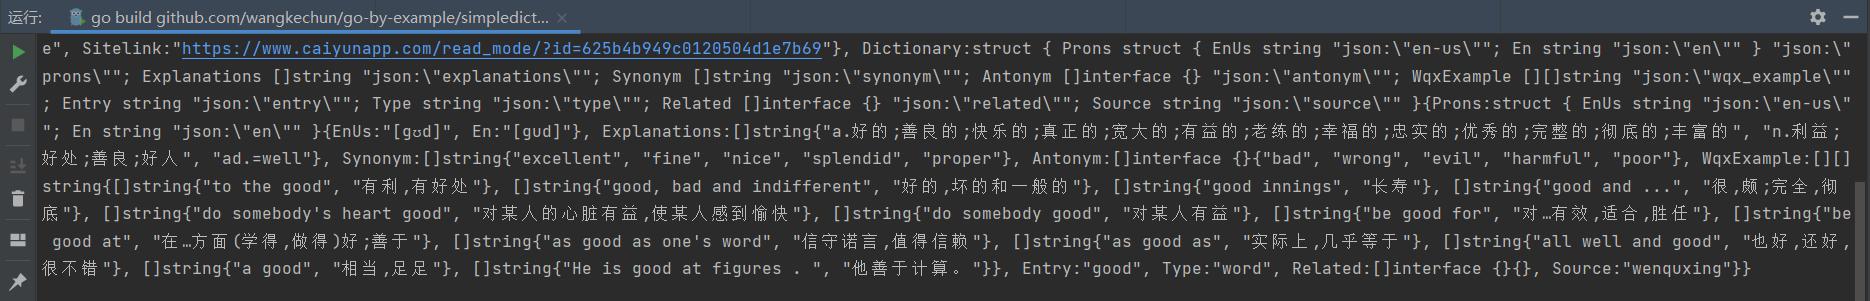 运行: go build github.com/wangkechun/go-by-example/simpledict...
e", Sitelink:"https://www.caiyunapp.com/read_mode/?id=625b4b949c0120504d1e7b69"}, Dictionary:struct { Prons struct { EnUs string "json:\"en-us\""; En string "json:\"en\"" } "json:\"
prons\""; Explanations []string "json:\"explanations\""; Synonym []string "json:\"synonym\""; Antonym []interface {} "json:\"antonym\""; WqxExample [][]string "json:\"wqx_example\""
; Entry string "json:\"entry\""; Type string "json:\"type\""; Related []interface {} "json:\"related\""; Source string "json:\"source\"" }{Prons:struct { EnUs string "json:\"en-us\"
"; En string "json:\"en\"" }{EnUs:"[gʊd]", En:"[gud]"}, Explanations:[]string{"a.好的;善良的;快乐的;真正的;宽大的;有益的;老练的;幸福的;忠实的;优秀的;完整的;彻底的;丰富的", "n.利益;
好处;善良;好人", "ad.=well"}, Synonym:[]string{"excellent", "fine", "nice", "splendid", "proper"}, Antonym:[]interface {}{"bad", "wrong", "evil", "harmful", "poor"}, WqxExample:[][]
string{[]string{"to the good", "有利,有好处"}, []string{"good, bad and indifferent", "好的,坏的和一般的"}, []string{"good innings", "长寿"}, []string{"good and ...", "很,颇;完全,彻
底"}, []string{"do somebody's heart good", "对某人的心脏有益,使某人感到愉快"}, []string{"do somebody good", "对某人有益"}, []string{"be good for", "对…有效,适合,胜任"}, []string{"be
good at", "在…方面(学得,做得)好;善于"}, []string{"as good as one's word", "信守诺言,值得信赖"}, []string{"as good as", "实际上,几乎等于"}, []string{"all well and good", "也好,还好,
很不错"}, []string{"a good", "相当,足足"}, []string{"He is good at figures . ", "他善于计算。"}}, Entry:"good", Type:"word", Related:[]interface {}{}, Source:"wenquxing"}}